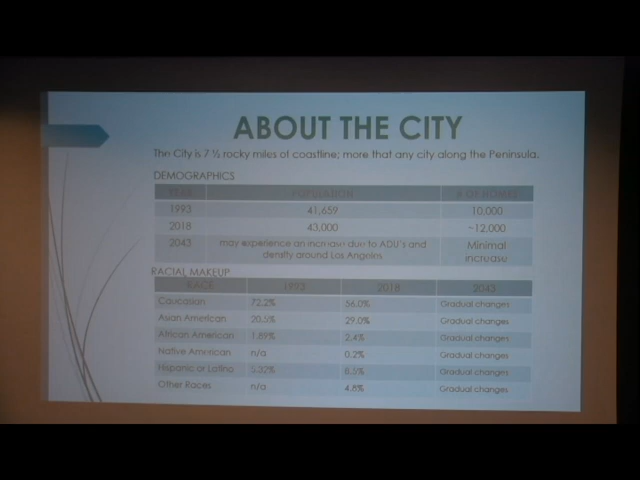 ABOUT THE CITY
The City is 7 ½ rocky miles of coastline; more that any city along the Peninsula.
DEMOGRAPHICS
YEAR POPULATION # OF HOMES
1993 41,659 10,000
2018 43,000 ~12,000
2043 may experience an increase due to ADU's and Minimal
density around Los Angeles increase
RACIAL MAKEUP
RACE 1993 2018 2043
Caucasian 72.2% 56.0% Gradual changes
Asian American 20.5% 29.0% Gradual changes
African American 1.89% 2.4% Gradual changes
Native American n/a 0.2% Gradual changes
Hispanic or Latino 5.32% 8.5% Gradual changes
Other Races n/a 4.8% Gradual changes